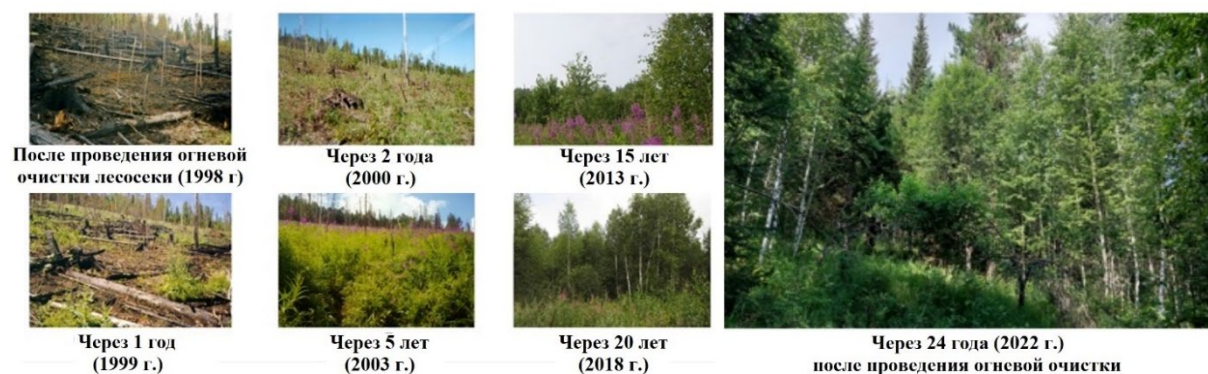 После проведения огневой
очистки лесосеки (1998 г)
Через 2 года
(2000 г.)
Через 15 лет
(2013 г.)
Через 1 год
(1999 г.)
Через 5 лет
(2003 г.)
Через 20 лет
(2018 г.)
Через 24 года (2022 г.)
после проведения огневой очистки